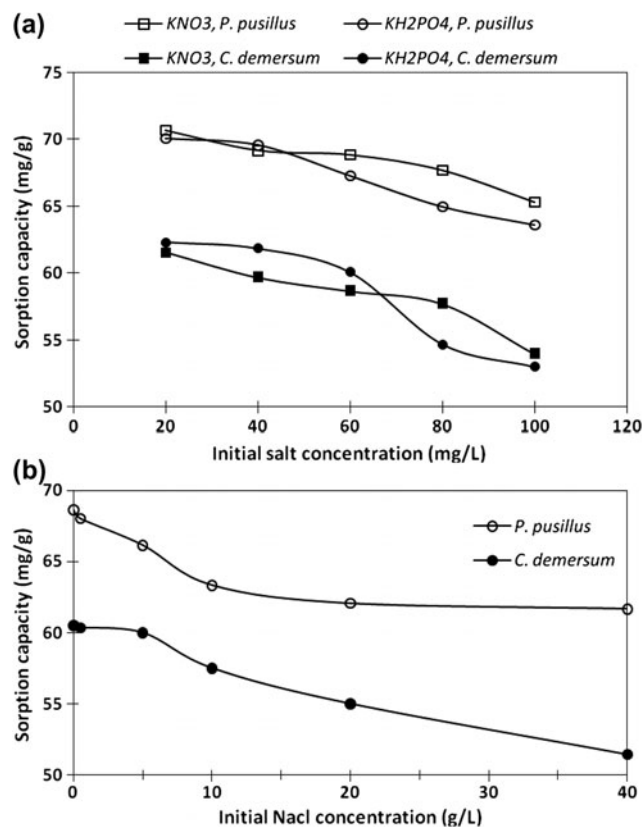 (a)
KNO3, P. pusillus KH2PO4, P. pusillus
KNO3, C. demersum KH2PO4, C. demersum
75
70
65
60
55
50
Sorption capacity (mg/g)
0 20 40 60 80 100 120
Initial salt concentration (mg/L)
(b)
70
65
60
55
50
Sorption capacity (mg/g)
P. pusillus
C. demersum
0 10 20 30 40
Initial Nacl concentration (g/L)